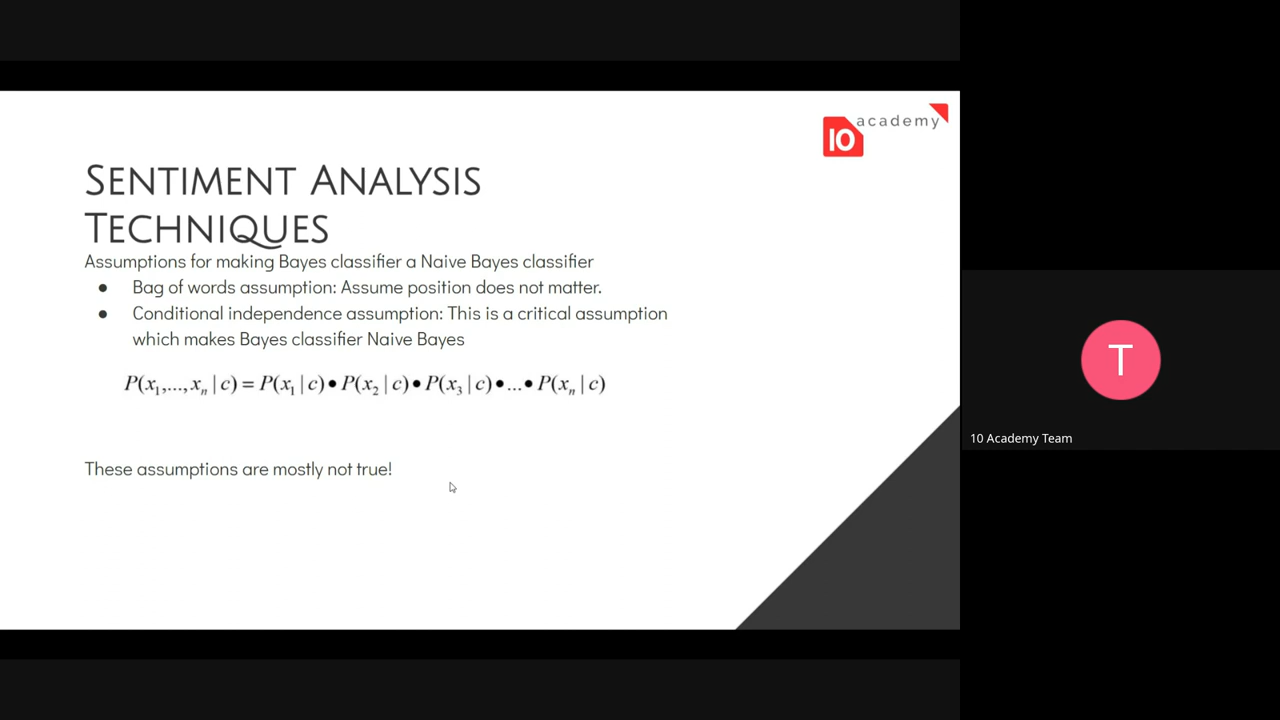 10 academy
SENTIMENT ANALYSIS
TECHNIQUES
Assumptions for making Bayes classifier a Naive Bayes classifier
● Bag of words assumption: Assume position does not matter.
● Conditional independence assumption: This is a critical assumption
which makes Bayes classifier Naive Bayes
P(x₁,...,xₙ | c) = P(x₁ | c) • P(x₂ | c) • P(x₃ | c) • ... • P(xₙ | c)
These assumptions are mostly not true!
T
10 Academy Team